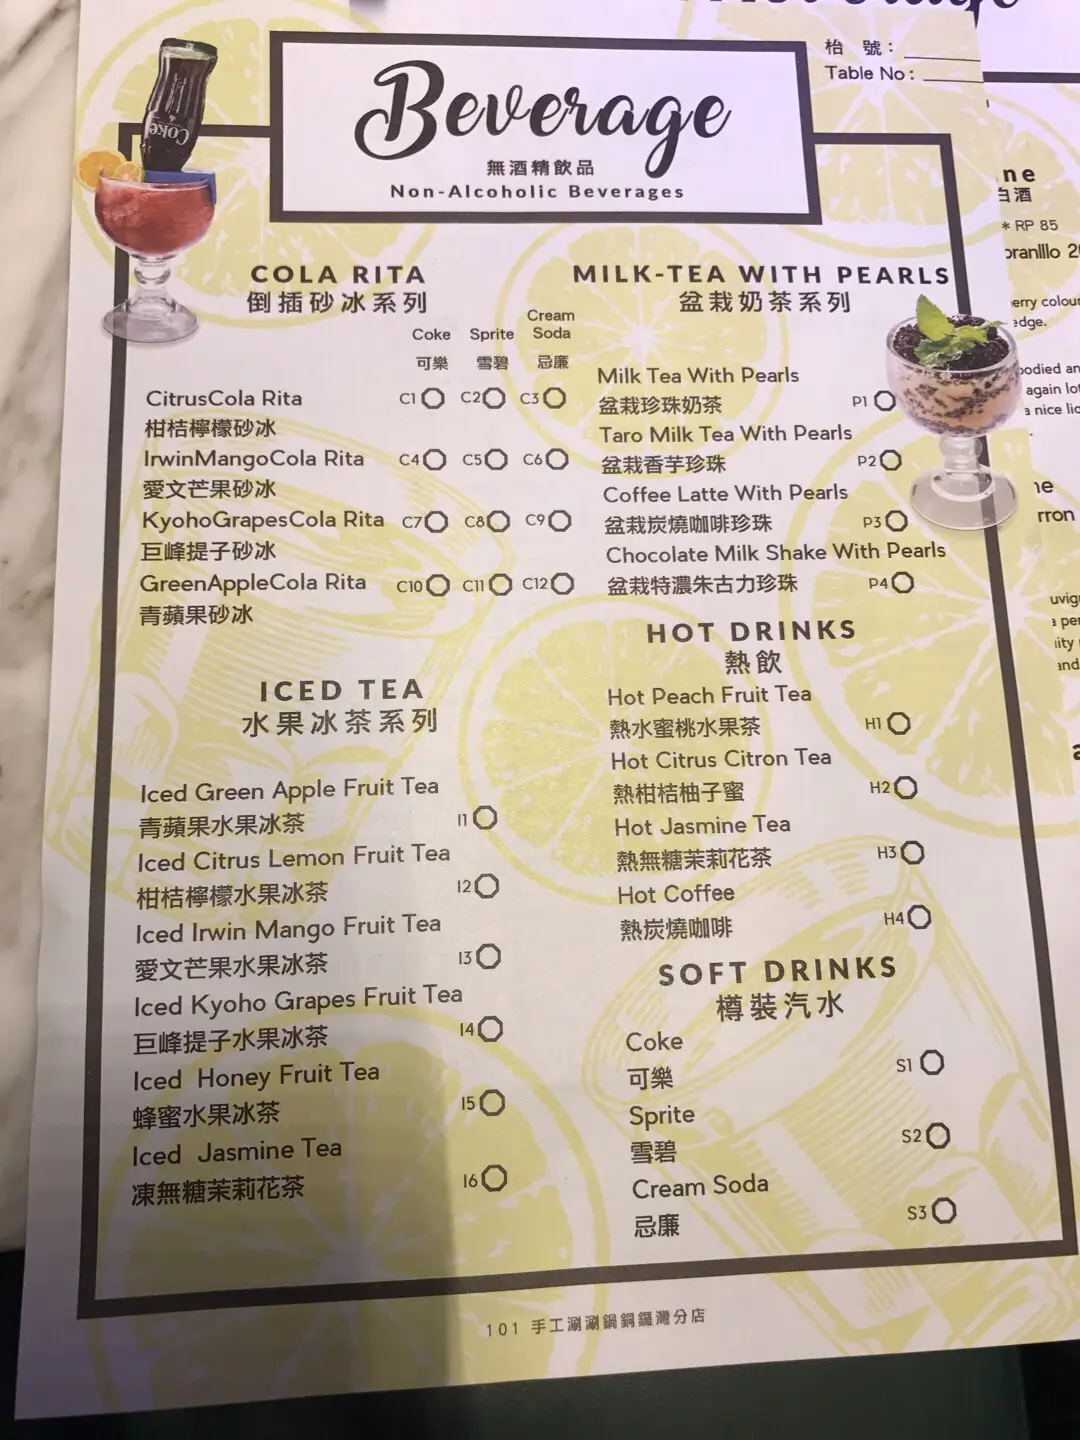 枱 號：
Table No：
Beverage
無酒精飲品
Non-Alcoholic Beverages
Coke
COLA RITA
倒插砂冰系列
Coke Sprite Cream Soda
可樂 雪碧 忌廉
CitrusCola Rita C1 C2 C3
柑桔檸檬砂冰
IrwinMangoCola Rita C4 C5 C6
愛文芒果砂冰
KyohoGrapesCola Rita C7 C8 C9
巨峰提子砂冰
GreenAppleCola Rita C10 C11 C12
青蘋果砂冰
ICED TEA
水果冰茶系列
Iced Green Apple Fruit Tea
青蘋果水果冰茶 I1
Iced Citrus Lemon Fruit Tea
柑桔檸檬水果冰茶 I2
Iced Irwin Mango Fruit Tea
愛文芒果水果冰茶 I3
Iced Kyoho Grapes Fruit Tea
巨峰提子水果冰茶 I4
Iced Honey Fruit Tea
蜂蜜水果冰茶 I5
Iced Jasmine Tea
凍無糖茉莉花茶 I6
MILK-TEA WITH PEARLS
盆栽奶茶系列
Milk Tea With Pearls
盆栽珍珠奶茶 P1
Taro Milk Tea With Pearls
盆栽香芋珍珠 P2
Coffee Latte With Pearls
盆栽炭燒咖啡珍珠 P3
Chocolate Milk Shake With Pearls
盆栽特濃朱古力珍珠 P4
HOT DRINKS
熱飲
Hot Peach Fruit Tea
熱水蜜桃水果茶 H1
Hot Citrus Citron Tea
熱柑桔柚子蜜 H2
Hot Jasmine Tea
熱無糖茉莉花茶 H3
Hot Coffee
熱炭燒咖啡 H4
SOFT DRINKS
樽裝汽水
Coke
可樂 S1
Sprite
雪碧 S2
Cream Soda
忌廉 S3
101 手工涮涮鍋銅鑼灣分店
白酒
* RP 85
edge.
again
a nice